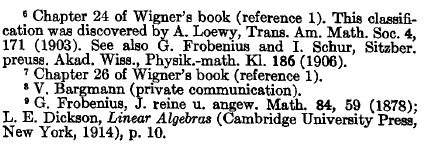 ⁶ Chapter 24 of Wigner's book (reference 1). This classifi-
cation was discovered by A. Loewy, Trans. Am. Math. Soc. 4,
171 (1903). See also G. Frobenius and I. Schur, Sitzber.
preuss. Akad. Wiss., Physik.-math. Kl. 186 (1906).
⁷ Chapter 26 of Wigner's book (reference 1).
⁸ V. Bargmann (private communication).
⁹ G. Frobenius, J. reine u. angew. Math. 84, 59 (1878);
L. E. Dickson, Linear Algebras (Cambridge University Press,
New York, 1914), p. 10.